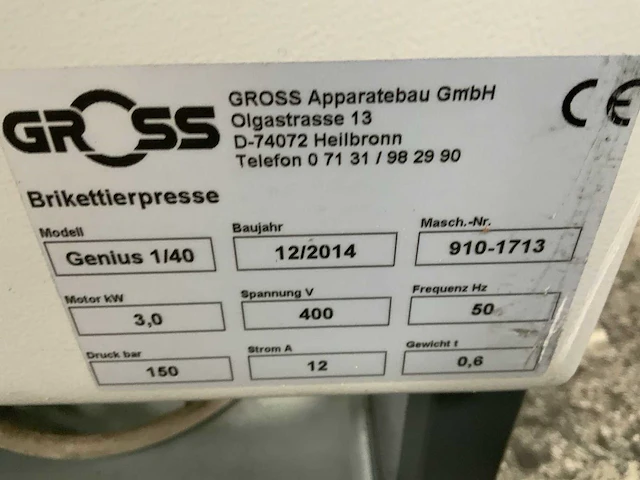 GROSS
GROSS Apparatebau GmbH
Olgastrasse 13
D-74072 Heilbronn
Telefon 0 71 31 / 98 29 90
CE
Brikettierpresse
Modell Baujahr Masch.-Nr.
Genius 1/40 12/2014 910-1713
Motor kW Spannung V Frequenz Hz
3,0 400 50
Druck bar Strom A Gewicht t
150 12 0,6